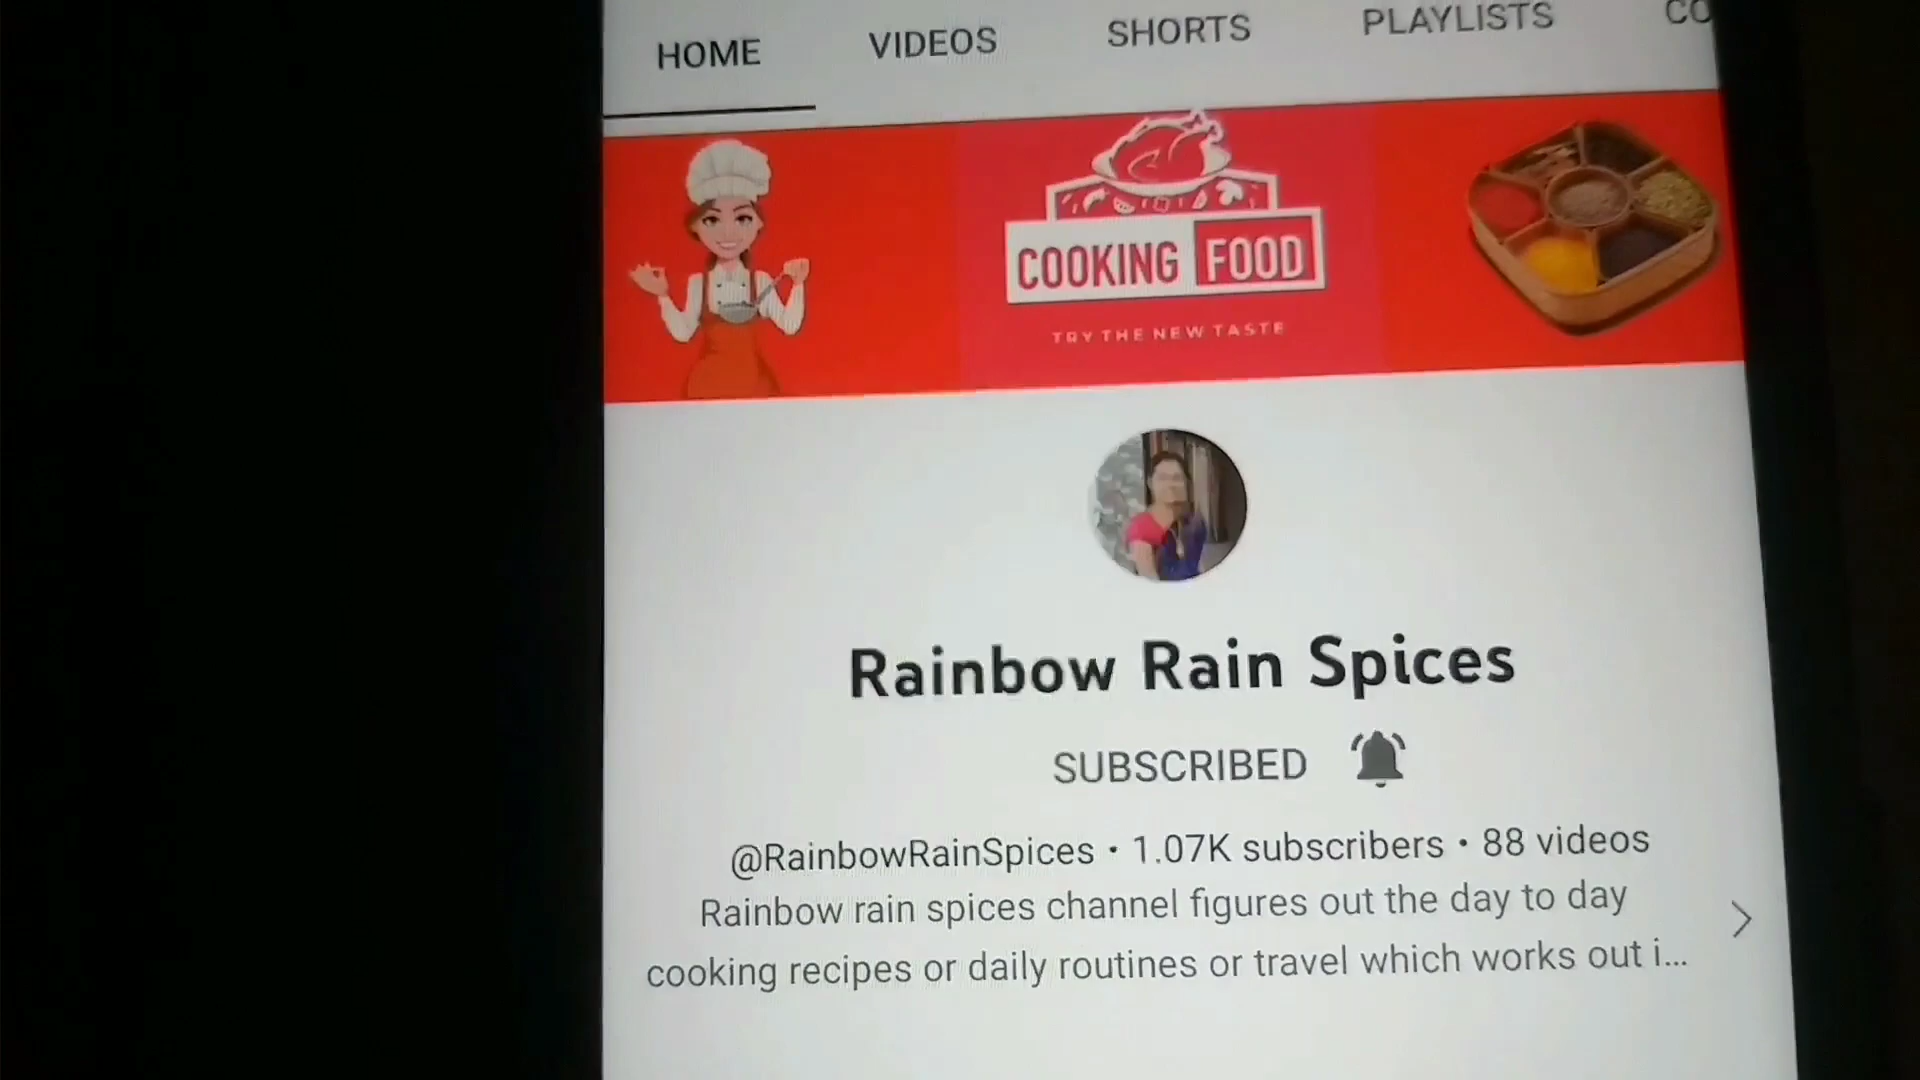 HOME VIDEOS SHORTS PLAYLISTS CO
COOKING FOOD
TRY THE NEW TASTE
Rainbow Rain Spices
SUBSCRIBED
@RainbowRainSpices • 1.07K subscribers • 88 videos
Rainbow rain spices channel figures out the day to day
cooking recipes or daily routines or travel which works out i...